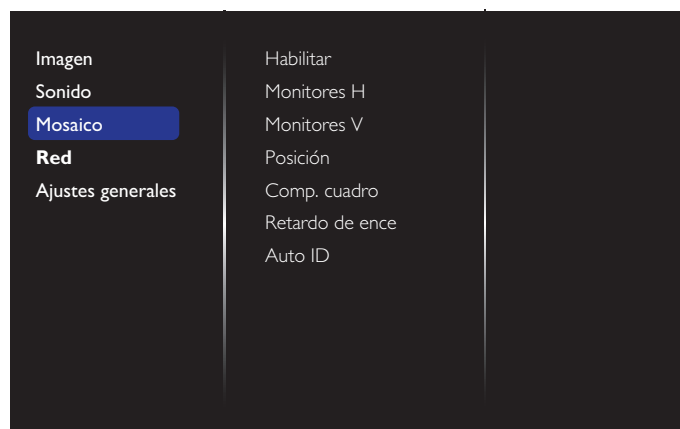 Imagen
Sonido
Mosaico
Red
Ajustes generales
Habilitar
Monitores H
Monitores V
Posición
Comp. cuadro
Retardo de ence
Auto ID